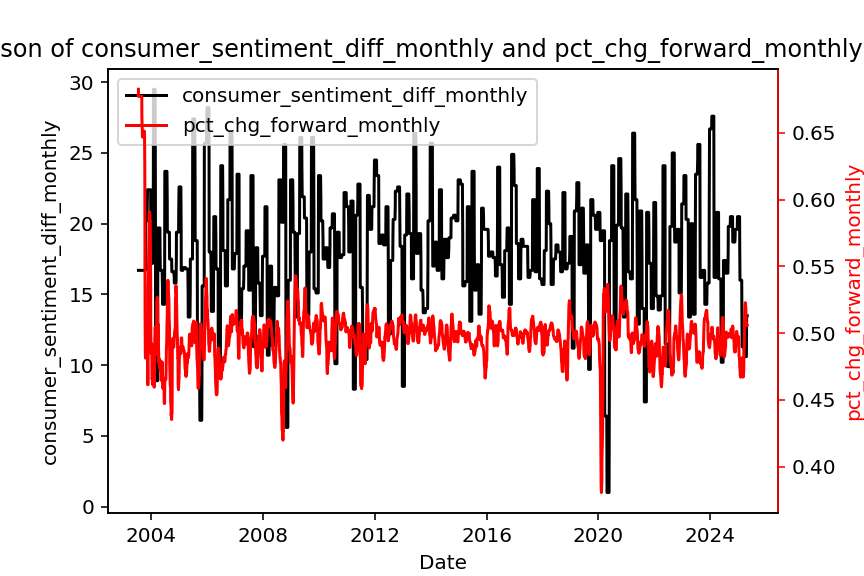 son of consumer_sentiment_diff_monthly and pct_chg_forward_monthly
consumer_sentiment_diff_monthly
pct_chg_forward_monthly
consumer_sentiment_diff_monthly
30
25
20
15
10
5
0
0.65
0.60
0.55
0.50
0.45
0.40
pct_chg_forward_monthly
2004 2008 2012 2016 2020 2024
Date